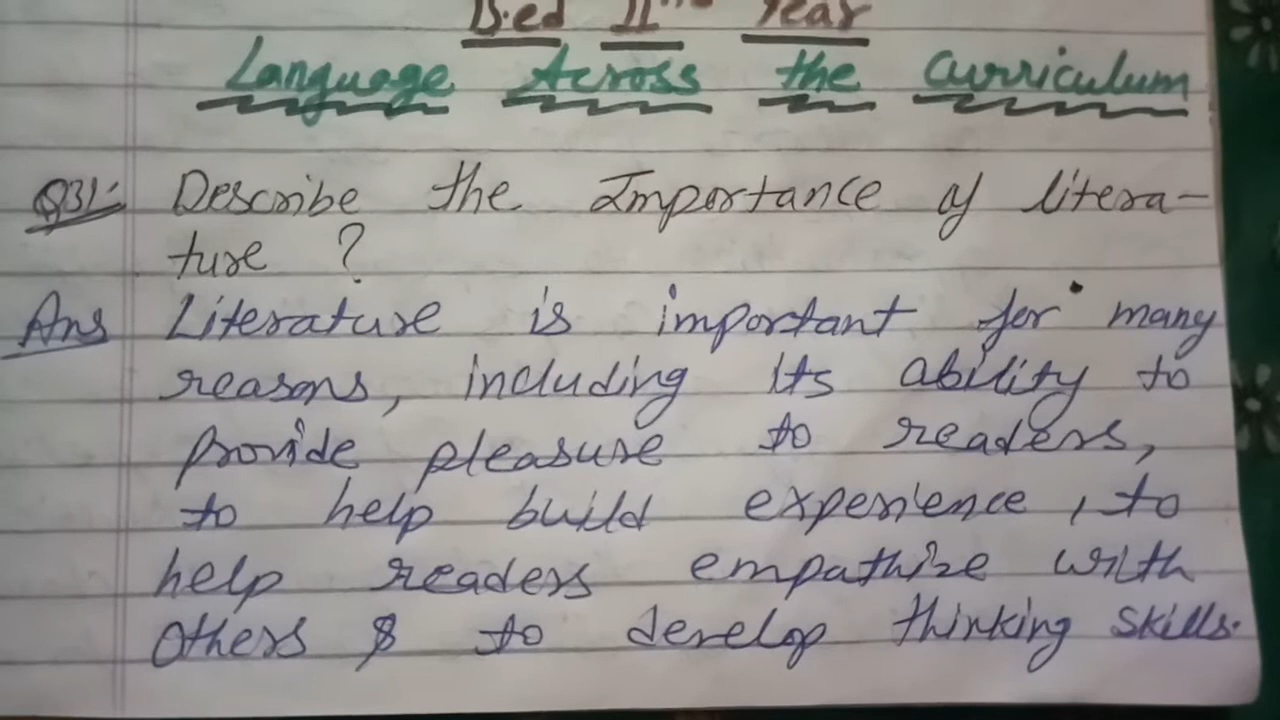 B.ed IInd Year
Language Across the Curriculum
Q31:- Describe the Importance of litera-
ture ?
Ans Literature is important for many
reasons, including its ability to
provide pleasure to readers,
to help build experience, to
help readers empathize with
others & to develop thinking skills.